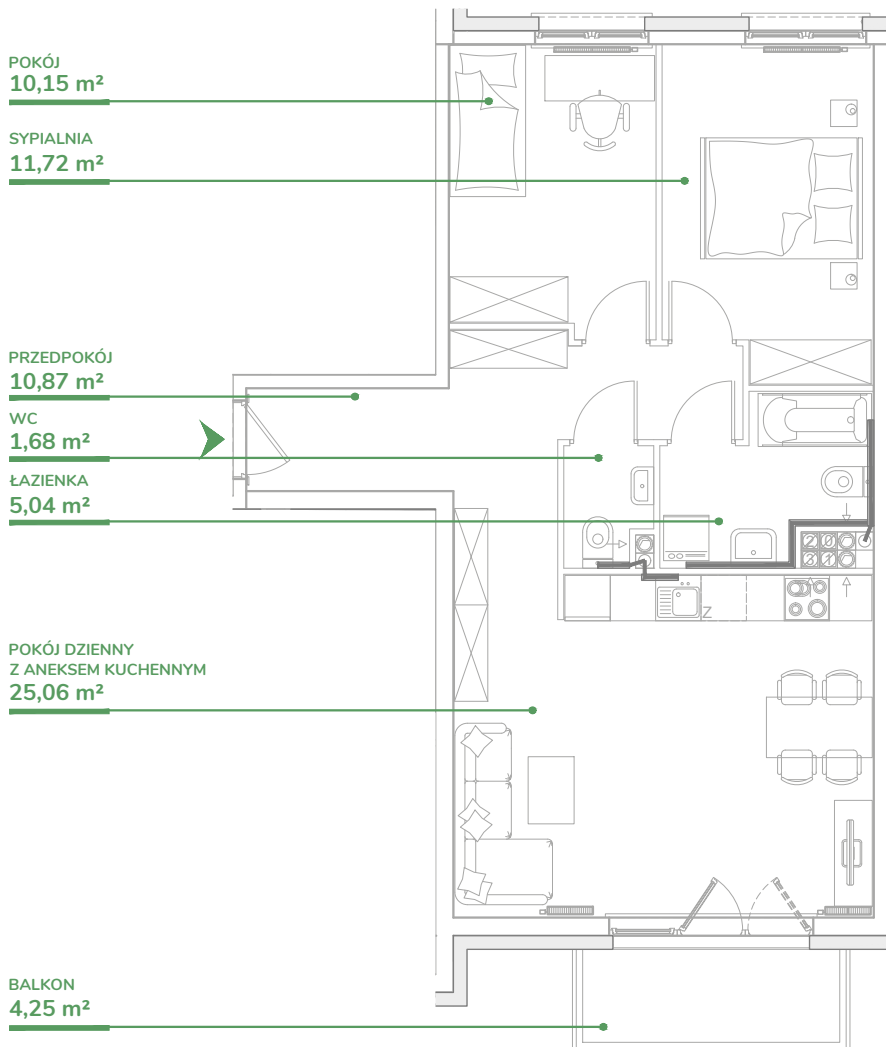 POKÓJ
10,15 m²
SYPIALNIA
11,72 m²
PRZEDPOKÓJ
10,87 m²
WC
1,68 m²
ŁAZIENKA
5,04 m²
POKÓJ DZIENNY
Z ANEKSEM KUCHENNYM
25,06 m²
Z
BALKON
4,25 m²